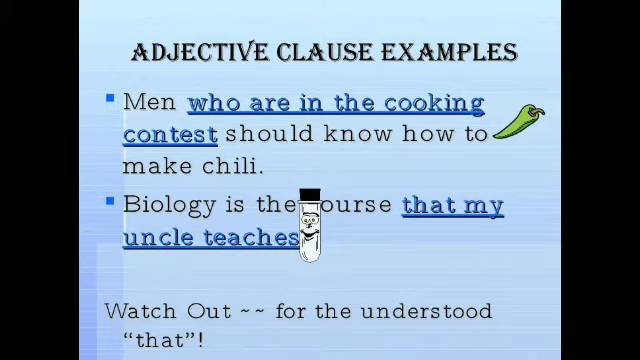 Adjective Clause Examples
Men who are in the cooking
contest should know how to
make chili.
Biology is the course that my
uncle teaches
Watch Out ~~ for the understood
“that”!